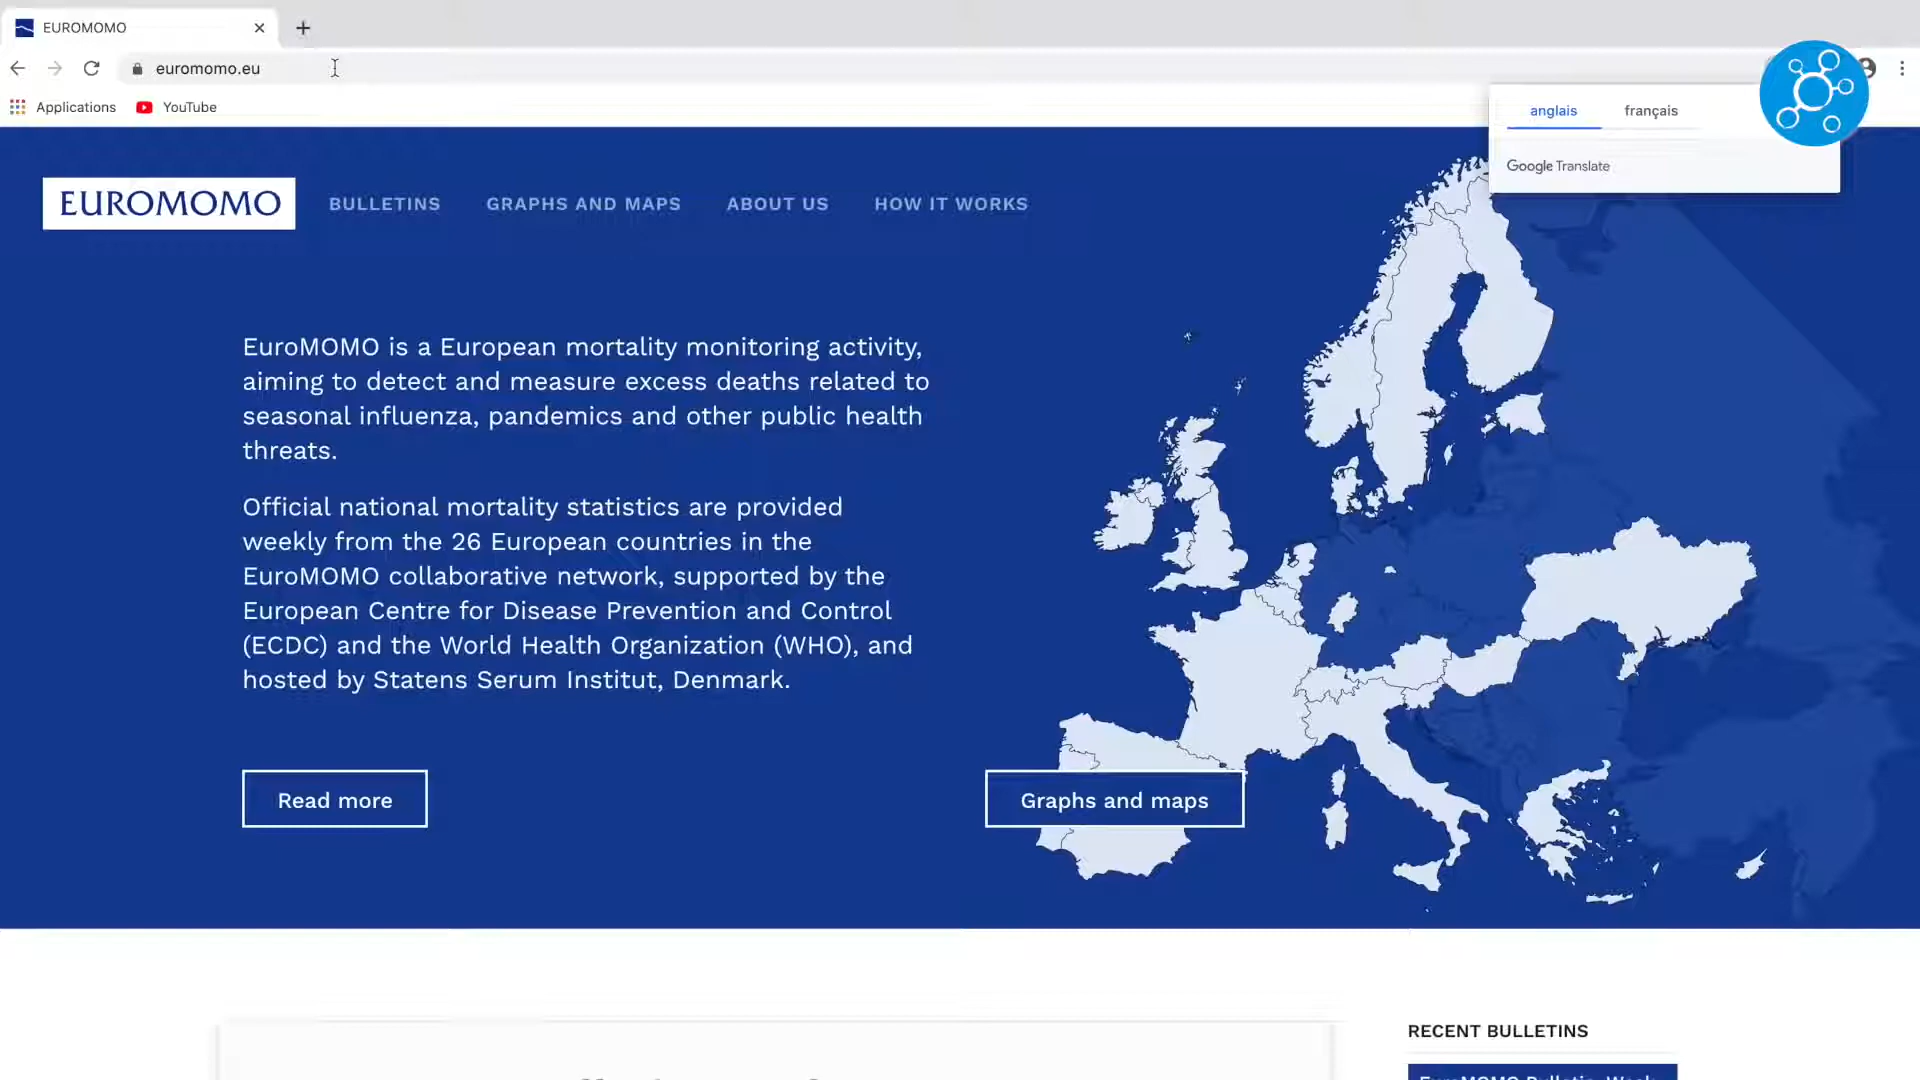 EUROMOMO
euromomo.eu
Applications
YouTube
anglais
français
Google Translate
EUROMOMO
BULLETINS
GRAPHS AND MAPS
ABOUT US
HOW IT WORKS
EuroMOMO is a European mortality monitoring activity,
aiming to detect and measure excess deaths related to
seasonal influenza, pandemics and other public health
threats.
Official national mortality statistics are provided
weekly from the 26 European countries in the
EuroMOMO collaborative network, supported by the
European Centre for Disease Prevention and Control
(ECDC) and the World Health Organization (WHO), and
hosted by Statens Serum Institut, Denmark.
Read more
Graphs and maps
RECENT BULLETINS
EuroMOMO Bulletin, Week